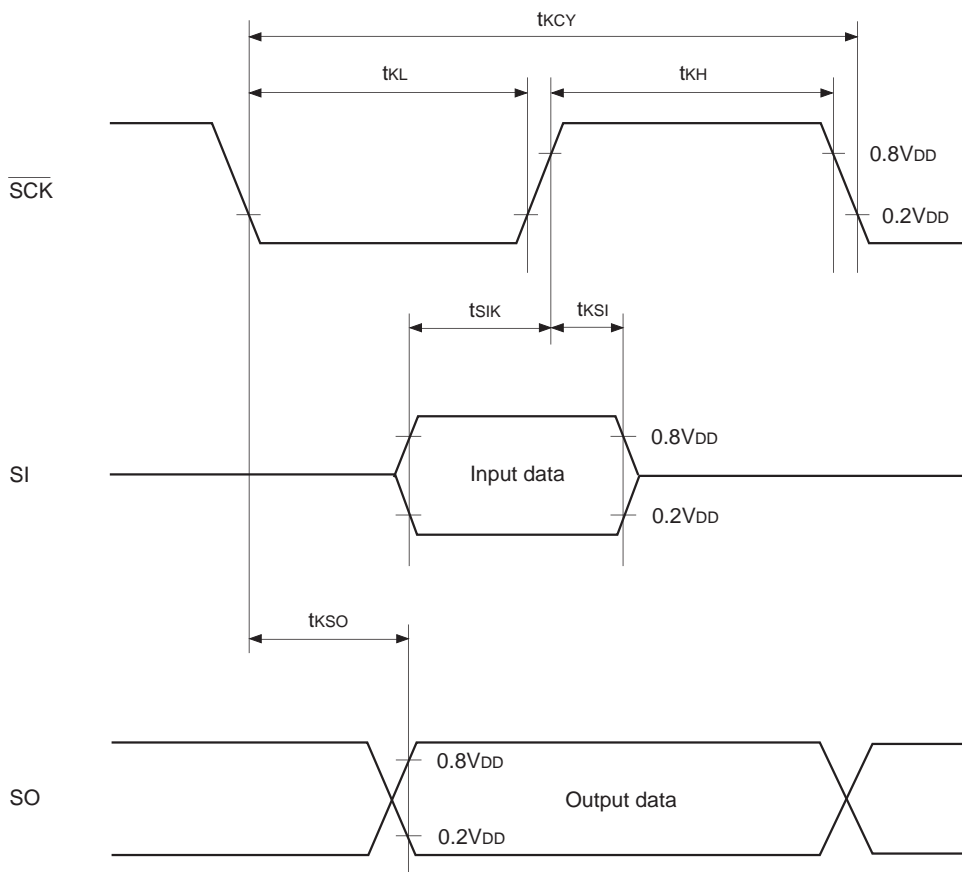 tKCY
tKL
tKH
SCK
0.8VDD
0.2VDD
tSIK
tKSI
SI
Input data
0.8VDD
0.2VDD
tKSO
SO
0.8VDD
Output data
0.2VDD